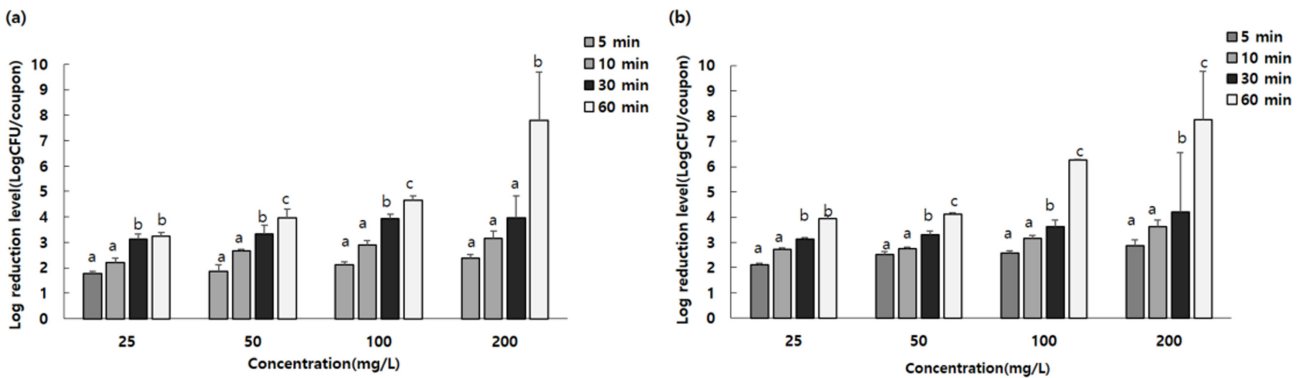 (a)
Log reduction level(LogCFU/coupon)
10
9
8
7
6
5
4
3
2
1
0
a a b b
a a b c
a a b c
a a a b
25 50 100 200
Concentration(mg/L)
5 min
10 min
30 min
60 min
(b)
Log reduction level(LogCFU/coupon)
10
9
8
7
6
5
4
3
2
1
0
a a b b
a a b c
a a b c
a a b c
25 50 100 200
Concentration(mg/L)
5 min
10 min
30 min
60 min